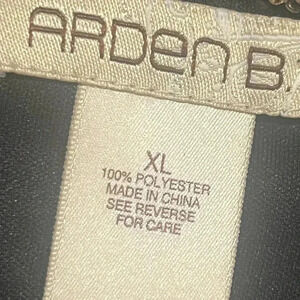 ARDEN B.
XL
100% POLYESTER
MADE IN CHINA
SEE REVERSE
FOR CARE